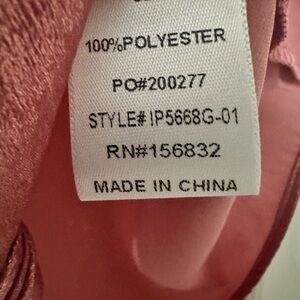 100%POLYESTER
PO#200277
STYLE# IP5668G-01
RN#156832
MADE IN CHINA